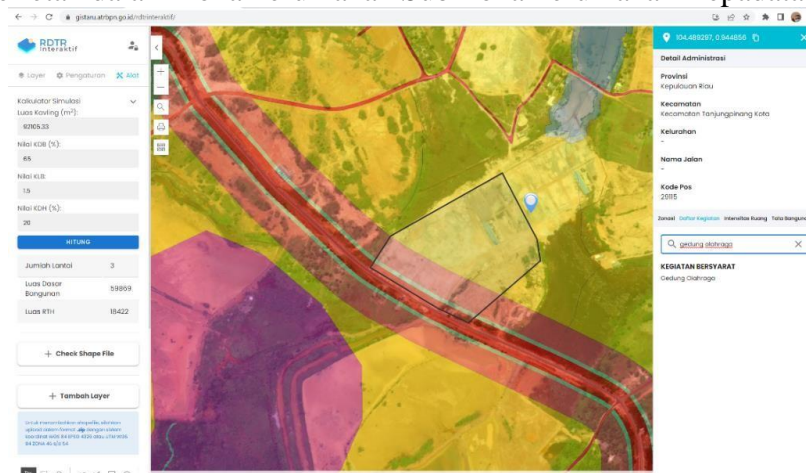 gistaru.atrbpn.go.id/rdtrinteraktif/
RDTR
Interaktif
Layer Pengaturan Alat
Kalkulator Simulasi
Luas Kavling (m²):
92105.33
Nilai KDB (%):
65
Nilai KLB:
1.5
Nilai KDH (%):
20
HITUNG
Jumlah Lantai 3
Luas Dasar Bangunan 59869
Luas RTH 18422
+ Check Shape File
+ Tambah Layer
104.488297, 0.944856
Detail Administrasi
Provinsi
Kepulauan Riau
Kecamatan
Kecamatan Tanjungpinang Kota
Kelurahan
-
Nama Jalan
-
Kode Pos
29115
Zonasi Daftar Kegiatan Intensitas Ruang Tata Bangun
gedung olahraga
KEGIATAN BERSYARAT
Gedung Olahraga